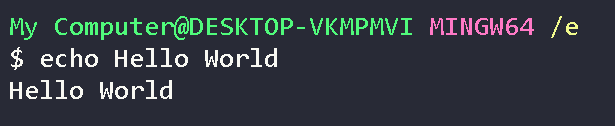 My Computer@DESKTOP-VKMPMVI MINGW64 /e
$ echo Hello World
Hello World